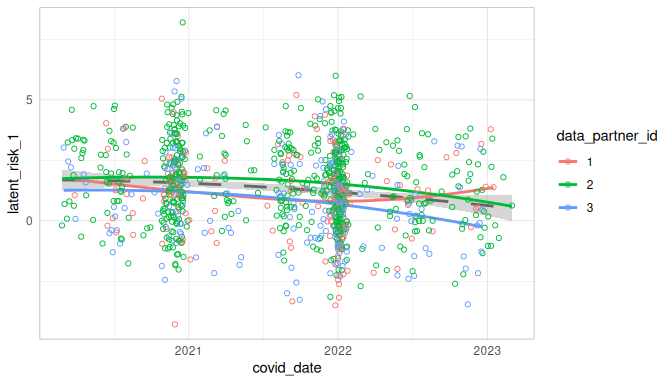 latent_risk_1
5
0
2021
2022
2023
covid_date
data_partner_id
1
2
3